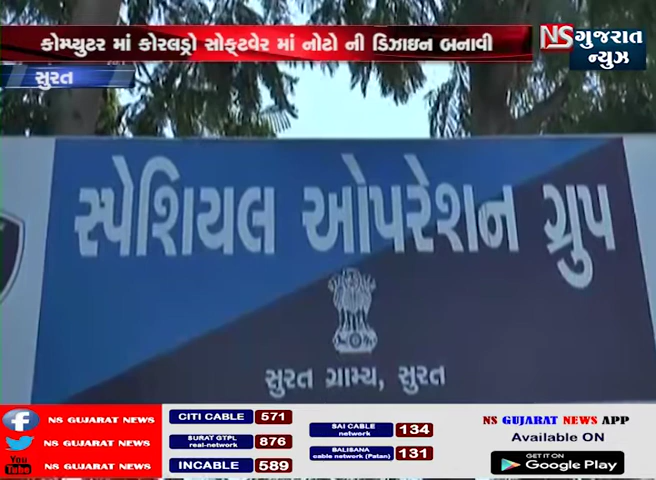 કોમ્પ્યુટર માં કોરલડ્રો સોફ્ટવેર માં નોટો ની ડિઝાઇન બનાવી
NS ગુજરાત ન્યુઝ
સુરત
સ્પેશિયલ ઓપરેશન ગ્રુપ
સુરત ગ્રામ્ય, સુરત
NS GUJARAT NEWS
NS GUJARAT NEWS
You Tube NS GUJARAT NEWS
CITI CABLE 571
SURAT GTPL real-network 876
INCABLE 589
SAI CABLE network 134
BALISANA cable network (Patan) 131
NS GUJARAT NEWS APP
Available ON
GET IT ON
Google Play